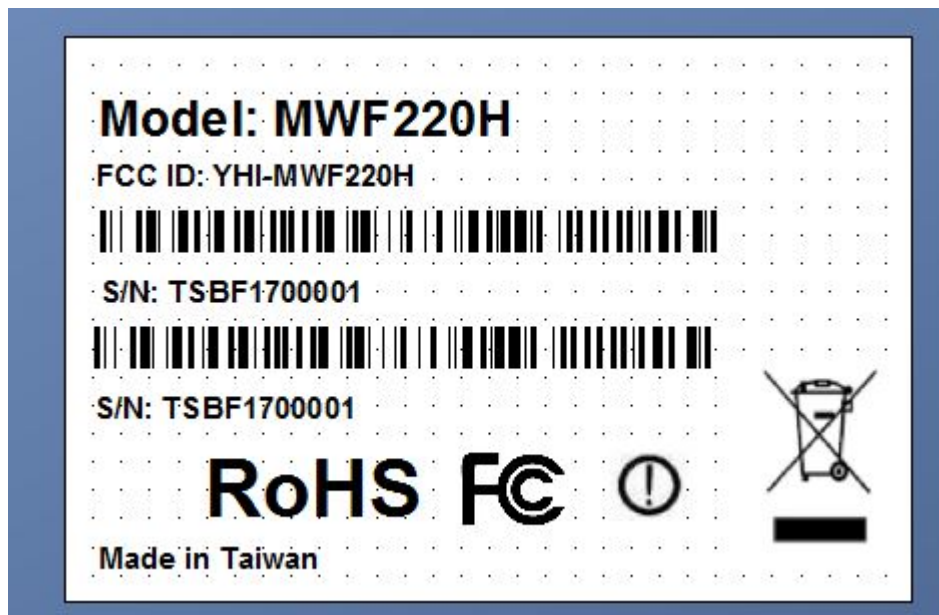 Model: MWF220H
FCC ID: YHI-MWF220H
S/N: TSBF1700001
S/N: TSBF1700001
RoHS FC
Made in Taiwan